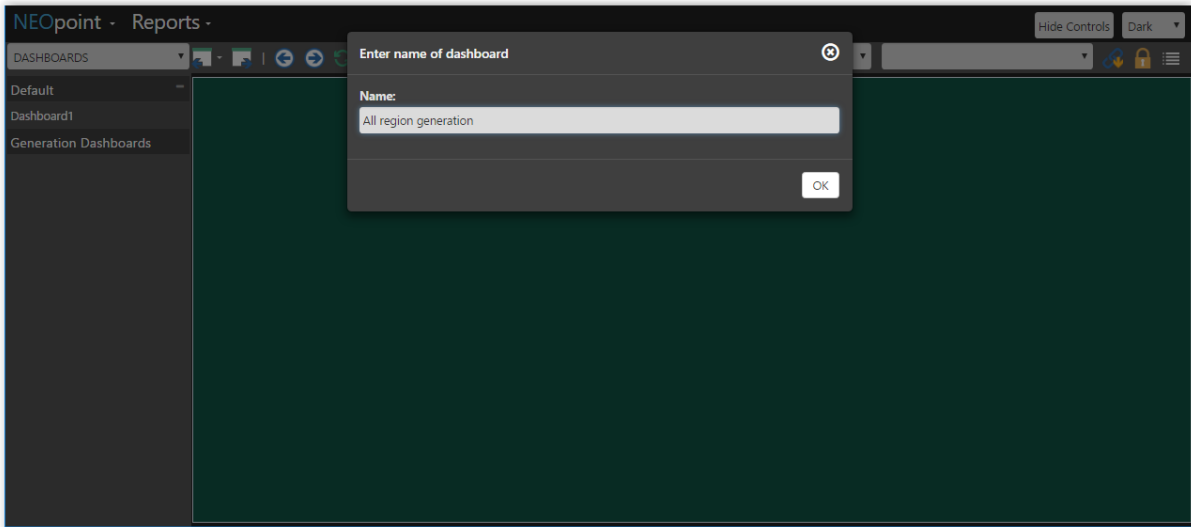 NEOpoint - Reports -
Hide Controls
Dark
DASHBOARDS
Enter name of dashboard
Name:
All region generation
OK
Default
Dashboard1
Generation Dashboards